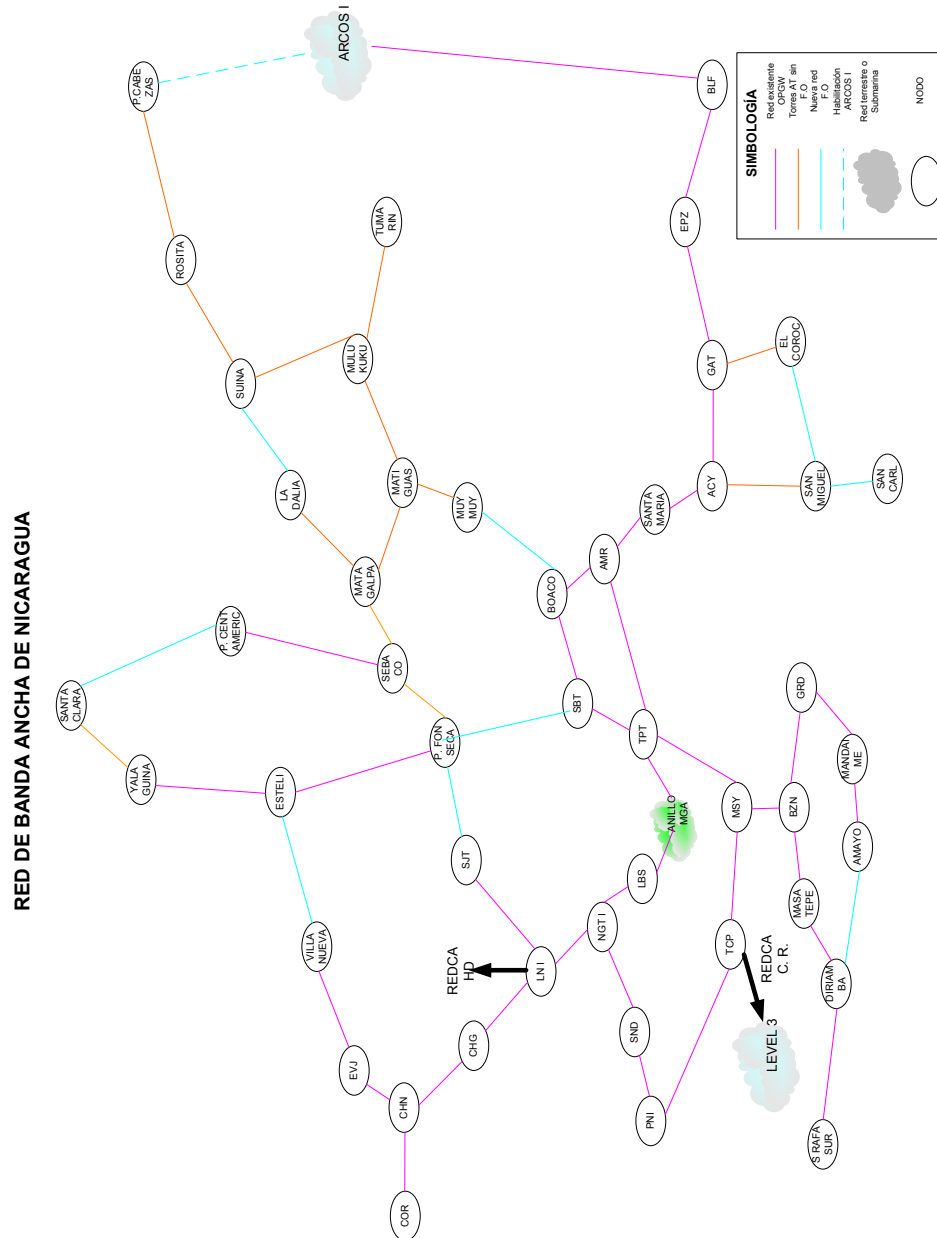 RED DE BANDA ANCHA DE NICARAGUA
SANTA
CLARA
YALA
GUINA
P. CENT
AMERIC.
P.CABE
ZAS
ROSITA
SUINA
ESTELI
LA
DALIA
VILLA
NUEVA
ARCOS I
EVJ
MULU
KUKU
MATA
GALPA
TUMA
RIN
SEBA
CO
MATI
GUAS
CHN
COR
P. FON
SECA
SJT
MUY
MUY
REDCA
HD
CHG
LNI
BOACO
SBT
AMR
NGTI
SND
LBS
TPT
SANTA
MARIA
PNI
ANILLO
MGA
EPZ
BLF
GAT
ACY
TCP
MSY
REDCA
C. R.
LEVEL 3
BZN
MASA
TEPE
GRD
EL
COROC
SAN
MIGUEL
S RAFA
SUR
DIRIAM
BA
AMAYO
MANDAI
ME
SAN
CARL
SIMBOLOGÍA
Red existente
OPGW
Torres AT sin
F.O
Nueva red
F.O
Habilitación
ARCOS I
Red terrestre o
Submarina
NODO